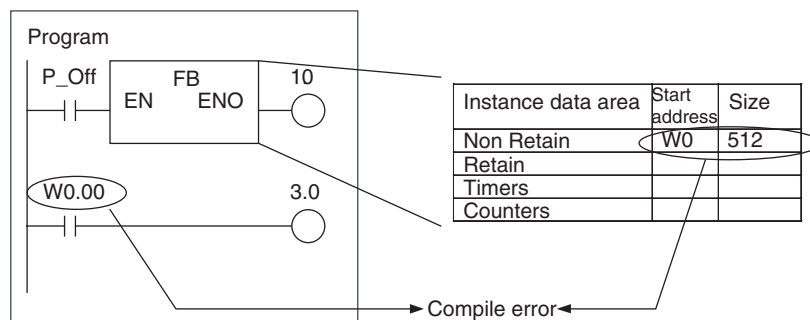 Program
P_Off
FB
10
EN ENO
W0.00
3.0
Instance data area Start address Size
Non Retain W0 512
Retain
Timers
Counters
Compile error